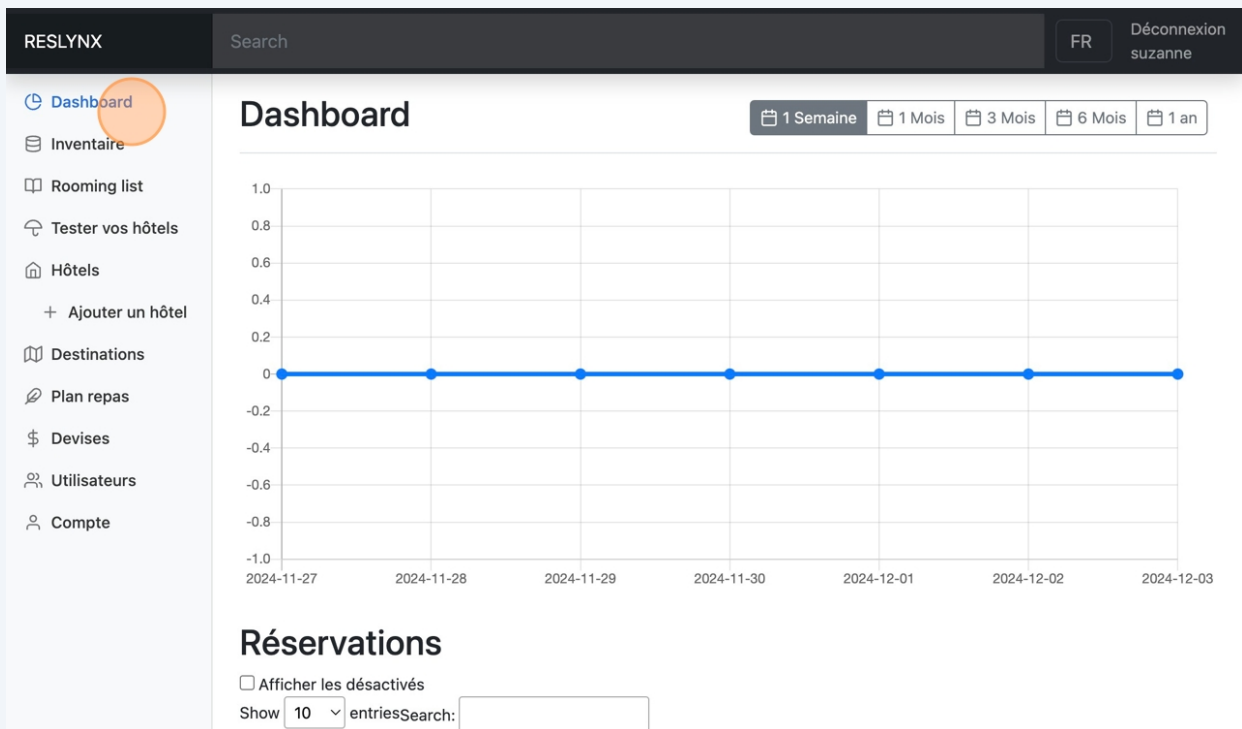 RESLYNX
Search
FR
Déconnexion
suzanne
Dashboard
Inventaire
Rooming list
Tester vos hôtels
Hôtels
+ Ajouter un hôtel
Destinations
Plan repas
$ Devises
Utilisateurs
Compte
Dashboard
1 Semaine 1 Mois 3 Mois 6 Mois 1 an
1.0
0.8
0.6
0.4
0.2
0
-0.2
-0.4
-0.6
-0.8
-1.0
2024-11-27 2024-11-28 2024-11-29 2024-11-30 2024-12-01 2024-12-02 2024-12-03
Réservations
Afficher les désactivés
Show 10 entriesSearch: